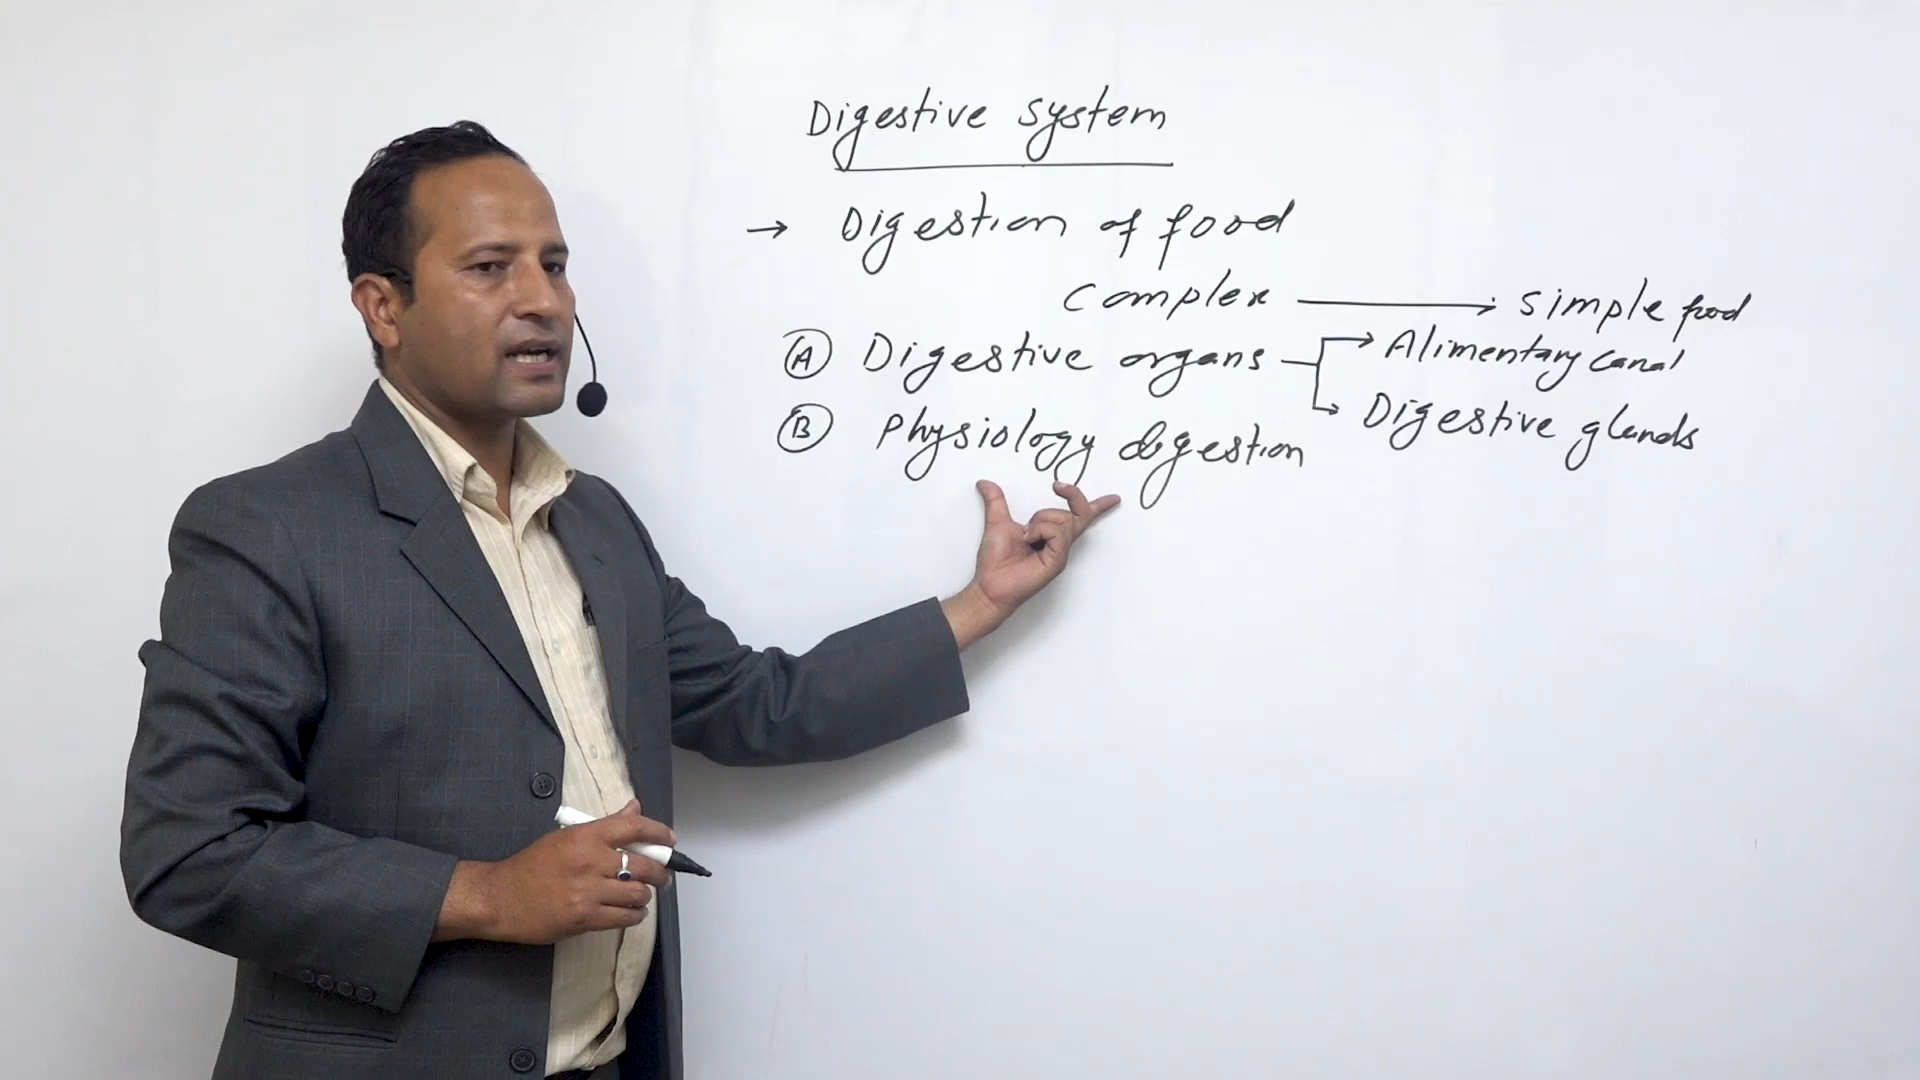 Digestive system
→ Digestion of food
Complex → simple food
Ⓐ Digestive organs → Alimentary canal
→ Digestive glands
Ⓑ Physiology digestion